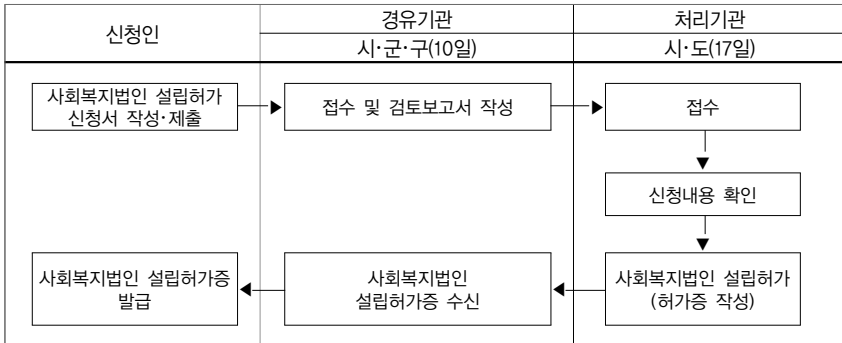 신청인
경유기관
처리기관
시·군·구(10일)
시·도(17일)
사회복지법인 설립허가
신청서 작성·제출
접수 및 검토보고서 작성
접수
신청내용 확인
사회복지법인 설립허가
(허가증 작성)
사회복지법인
설립허가증 수신
사회복지법인 설립허가증
발급